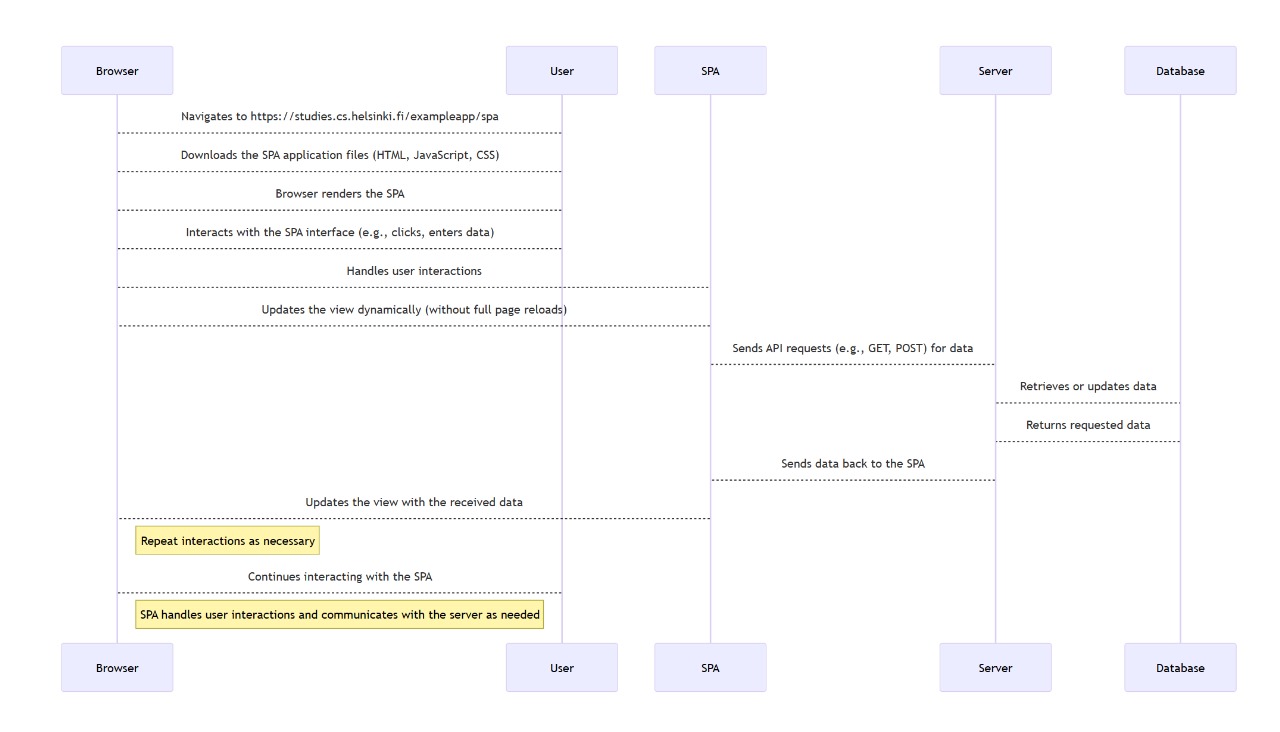 Browser
User
SPA
Server
Database
Navigates to https://studies.cs.helsinki.fi/exampleapp/spa
Downloads the SPA application files (HTML, JavaScript, CSS)
Browser renders the SPA
Interacts with the SPA interface (e.g., clicks, enters data)
Handles user interactions
Updates the view dynamically (without full page reloads)
Sends API requests (e.g., GET, POST) for data
Retrieves or updates data
Returns requested data
Sends data back to the SPA
Updates the view with the received data
Repeat interactions as necessary
Continues interacting with the SPA
SPA handles user interactions and communicates with the server as needed
Browser
User
SPA
Server
Database